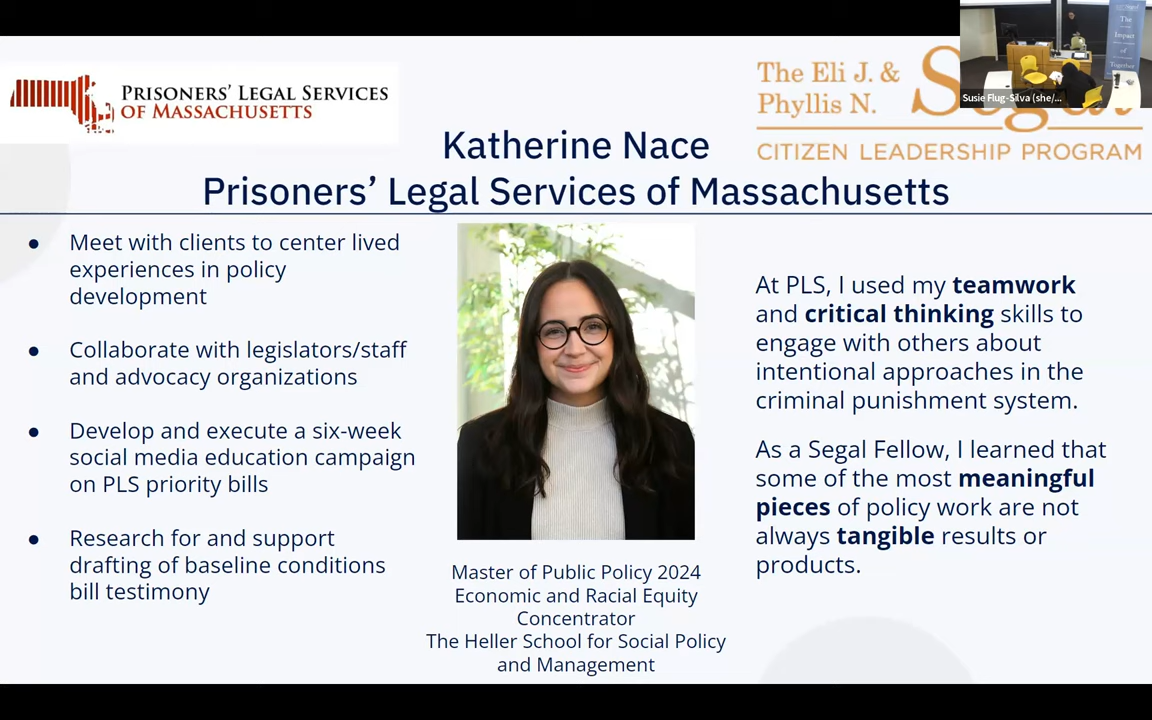 PRISONERS' LEGAL SERVICES
OF MASSACHUSETTS
The Eli J. &
Phyllis N.
CITIZEN LEADERSHIP PROGRAM
The
Impact
of
Together
Susie Flug-Silva (she/...
Katherine Nace
Prisoners’ Legal Services of Massachusetts
● Meet with clients to center lived
experiences in policy
development
● Collaborate with legislators/staff
and advocacy organizations
● Develop and execute a six-week
social media education campaign
on PLS priority bills
● Research for and support
drafting of baseline conditions
bill testimony
Master of Public Policy 2024
Economic and Racial Equity
Concentrator
The Heller School for Social Policy
and Management
At PLS, I used my teamwork
and critical thinking skills to
engage with others about
intentional approaches in the
criminal punishment system.
As a Segal Fellow, I learned that
some of the most meaningful
pieces of policy work are not
always tangible results or
products.